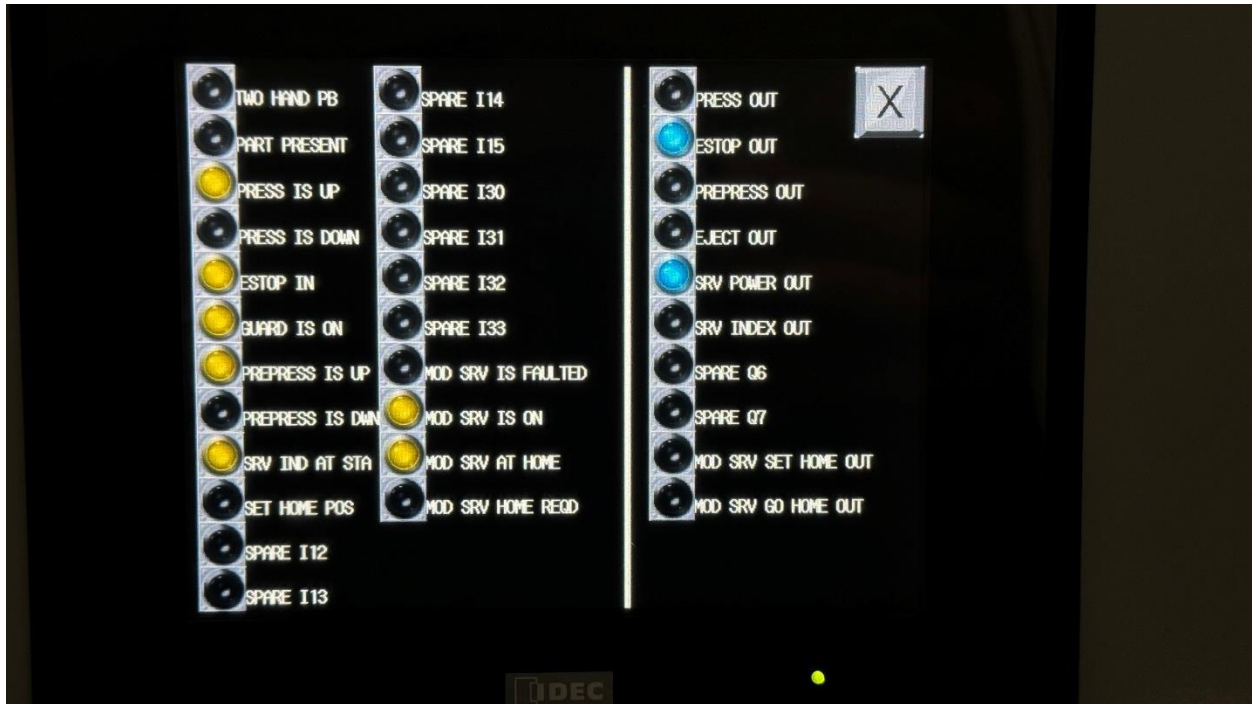 TWO HAND PB
PART PRESENT
PRESS IS UP
PRESS IS DOWN
ESTOP IN
GUARD IS ON
PREPRESS IS UP
PREPRESS IS DWN
SRV IND AT STA
SET HOME POS
SPARE I12
SPARE I13
SPARE I14
SPARE I15
SPARE I30
SPARE I31
SPARE I32
SPARE I33
MOD SRV IS FAULTED
MOD SRV IS ON
MOD SRV AT HOME
MOD SRV HOME REQD
PRESS OUT
ESTOP OUT
PREPRESS OUT
EJECT OUT
SRV POWER OUT
SRV INDEX OUT
SPARE Q6
SPARE Q7
MOD SRV SET HOME OUT
MOD SRV GO HOME OUT
X
IDEC